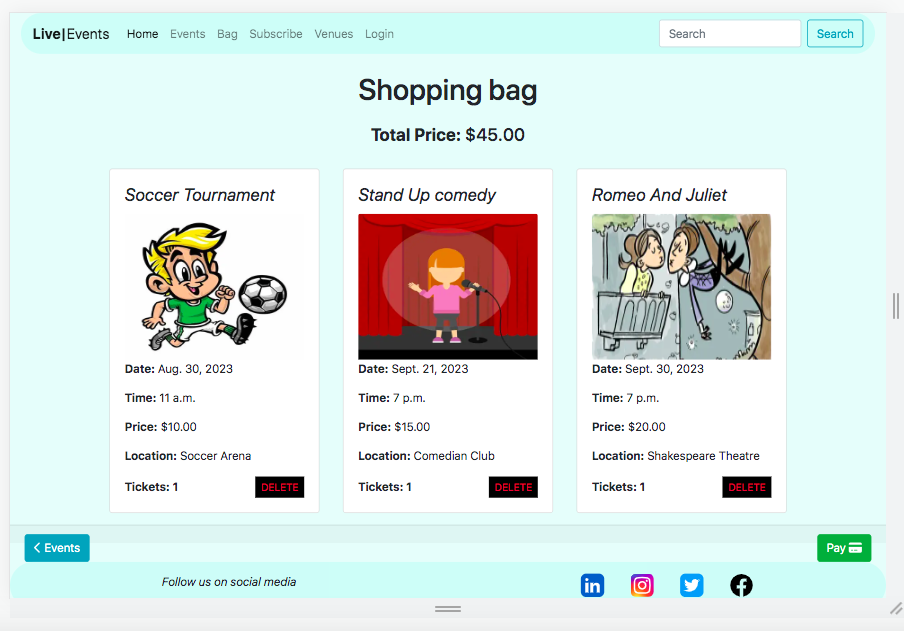 Live|Events Home Events Bag Subscribe Venues Login Search Search
Shopping bag
Total Price: $45.00
Soccer Tournament
Date: Aug. 30, 2023
Time: 11 a.m.
Price: $10.00
Location: Soccer Arena
Tickets: 1 DELETE
Stand Up comedy
Date: Sept. 21, 2023
Time: 7 p.m.
Price: $15.00
Location: Comedian Club
Tickets: 1 DELETE
Romeo And Juliet
Date: Sept. 30, 2023
Time: 7 p.m.
Price: $20.00
Location: Shakespeare Theatre
Tickets: 1 DELETE
Events Pay
Follow us on social media in